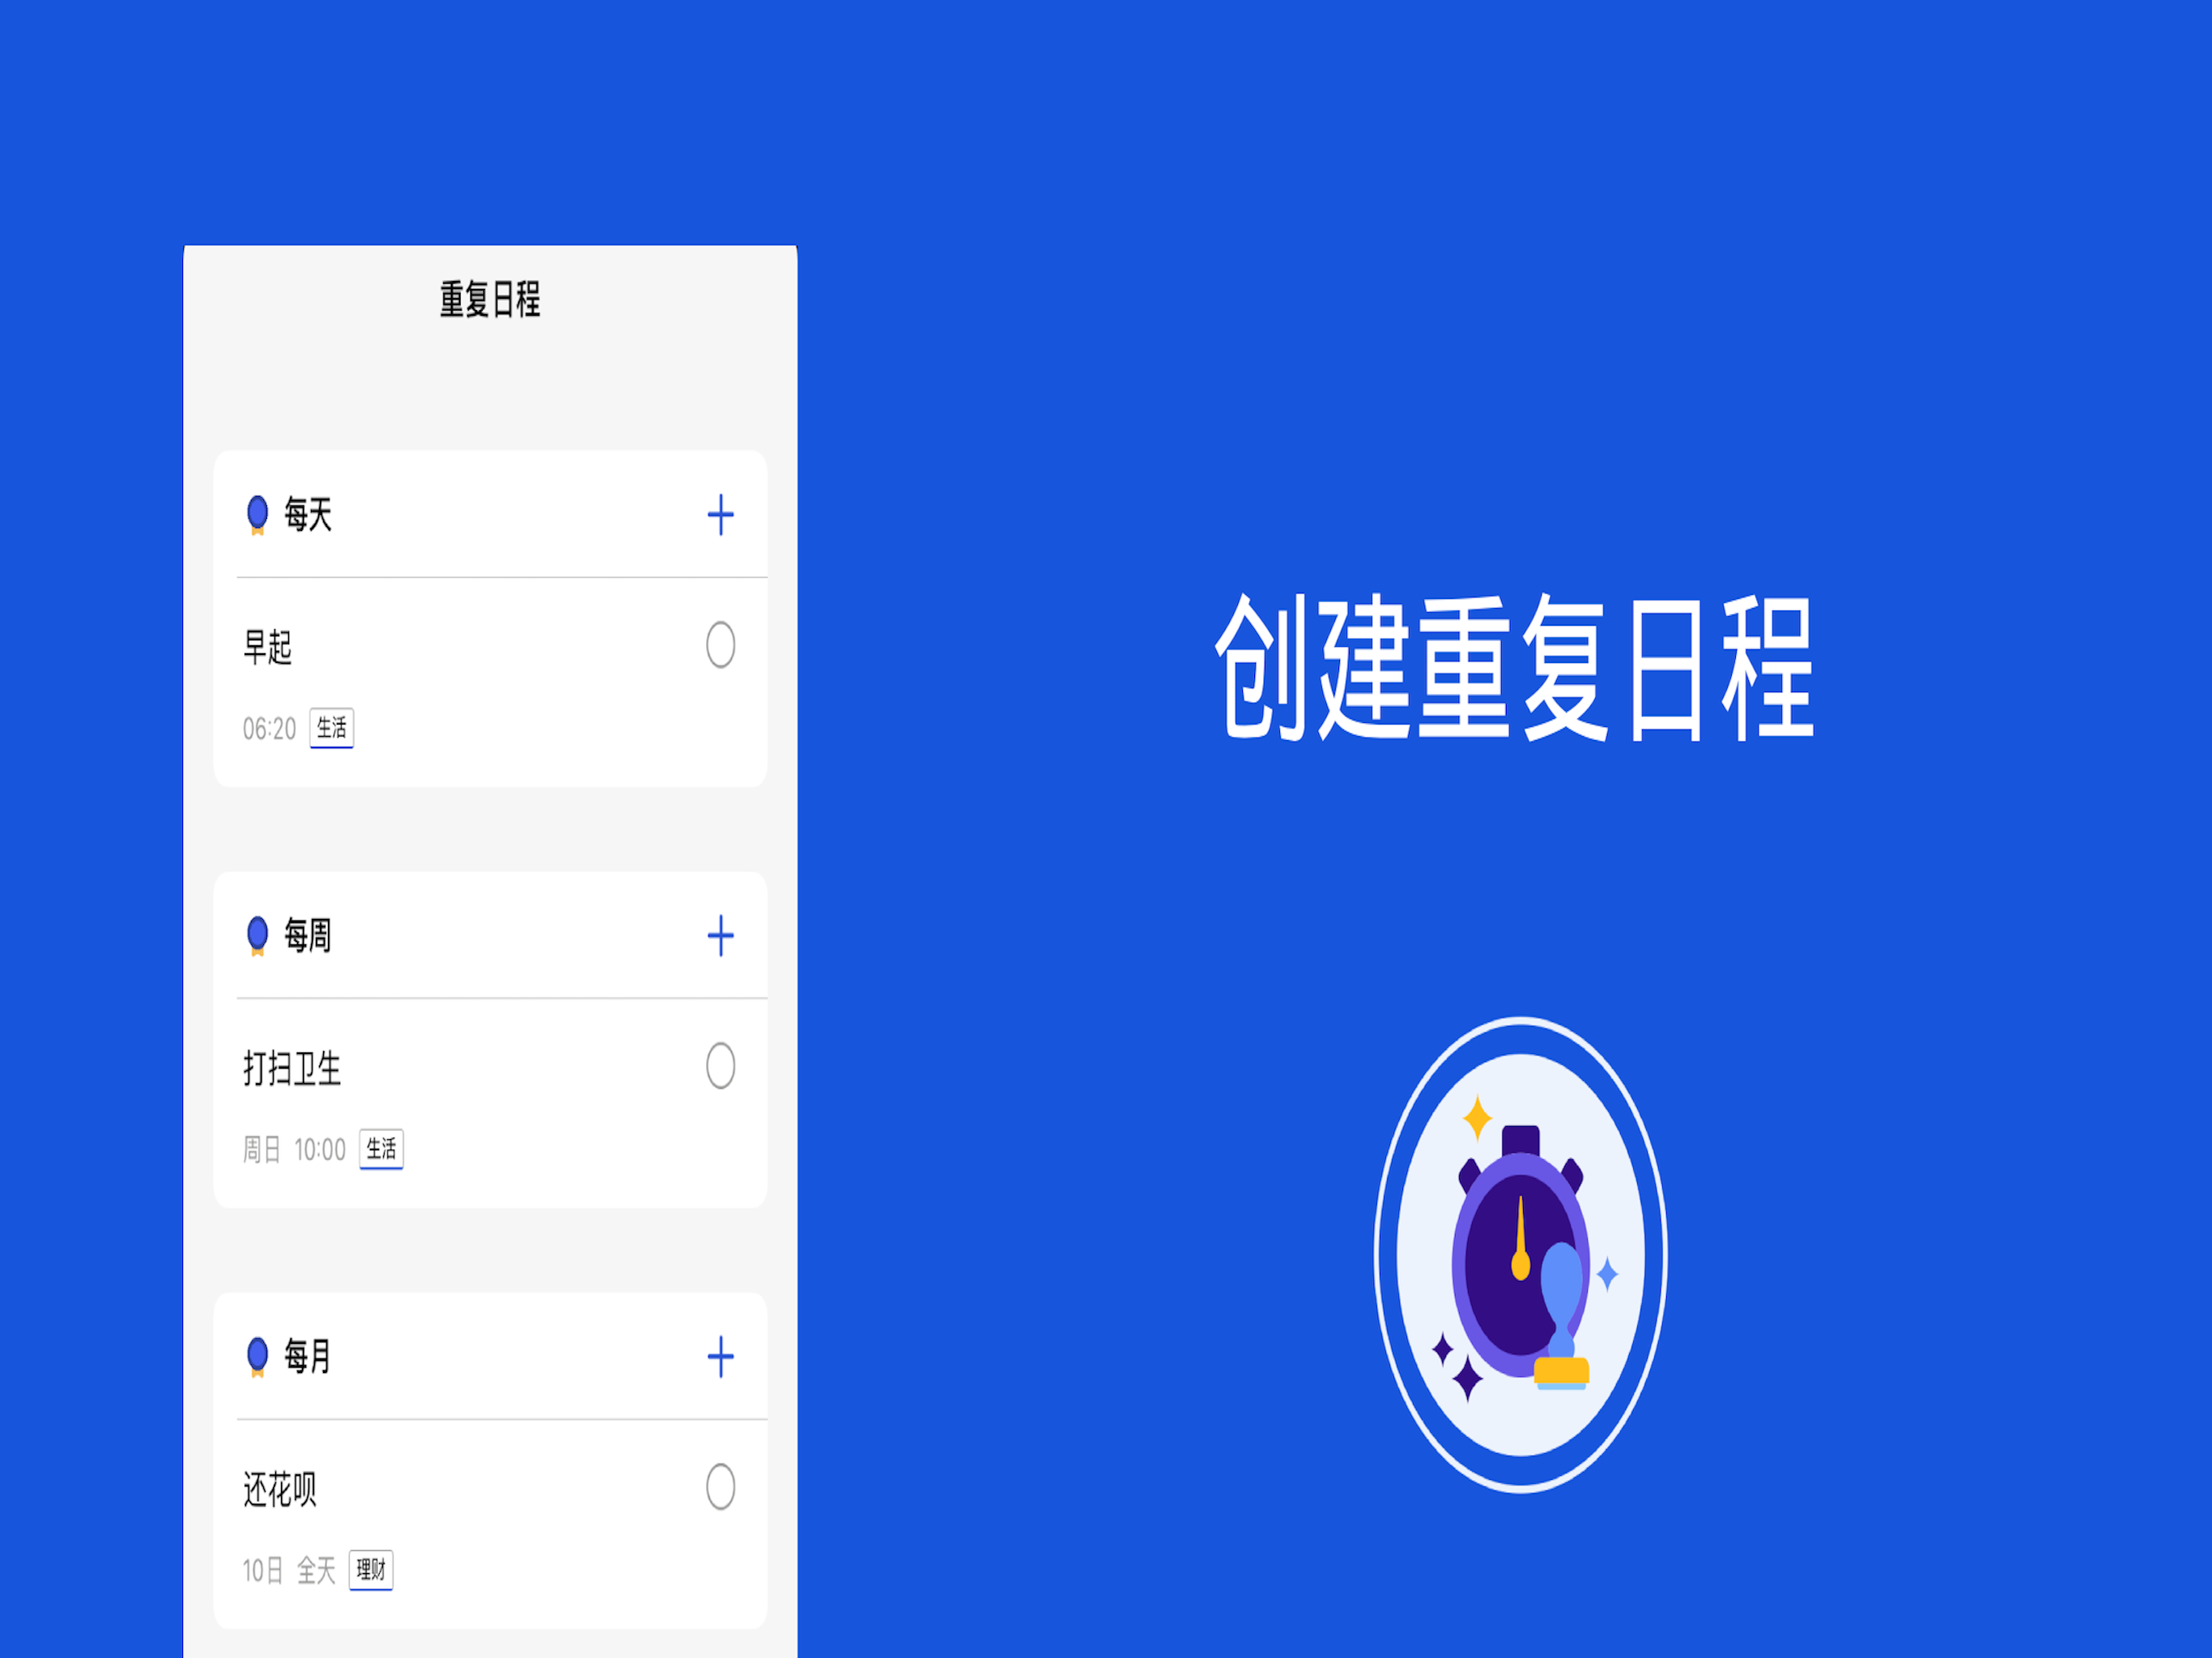 重复日程
每天
早起
06:20 生活
每周
打扫卫生
周日 10:00 生活
每月
还花呗
10日 全天 理财
创建重复日程